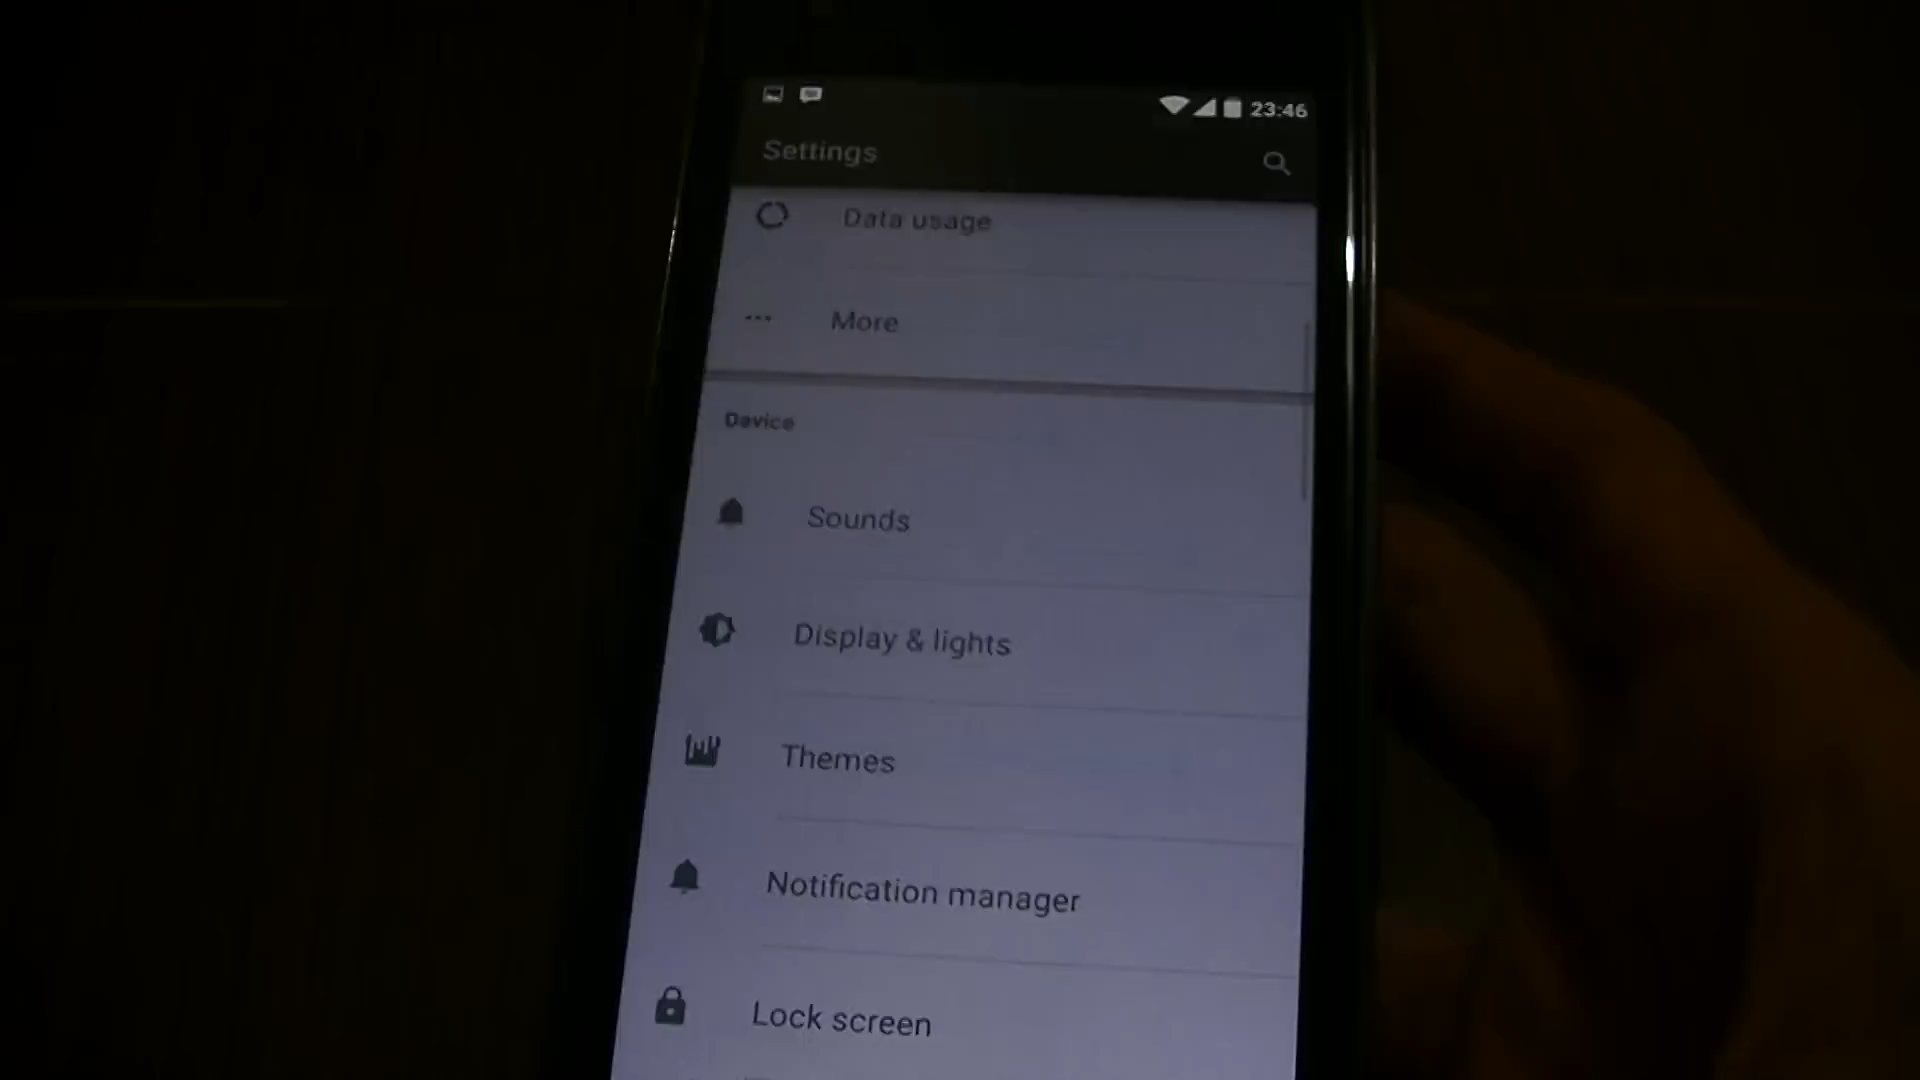 23:46
Settings
Data usage
More
Device
Sounds
Display & lights
Themes
Notification manager
Lock screen